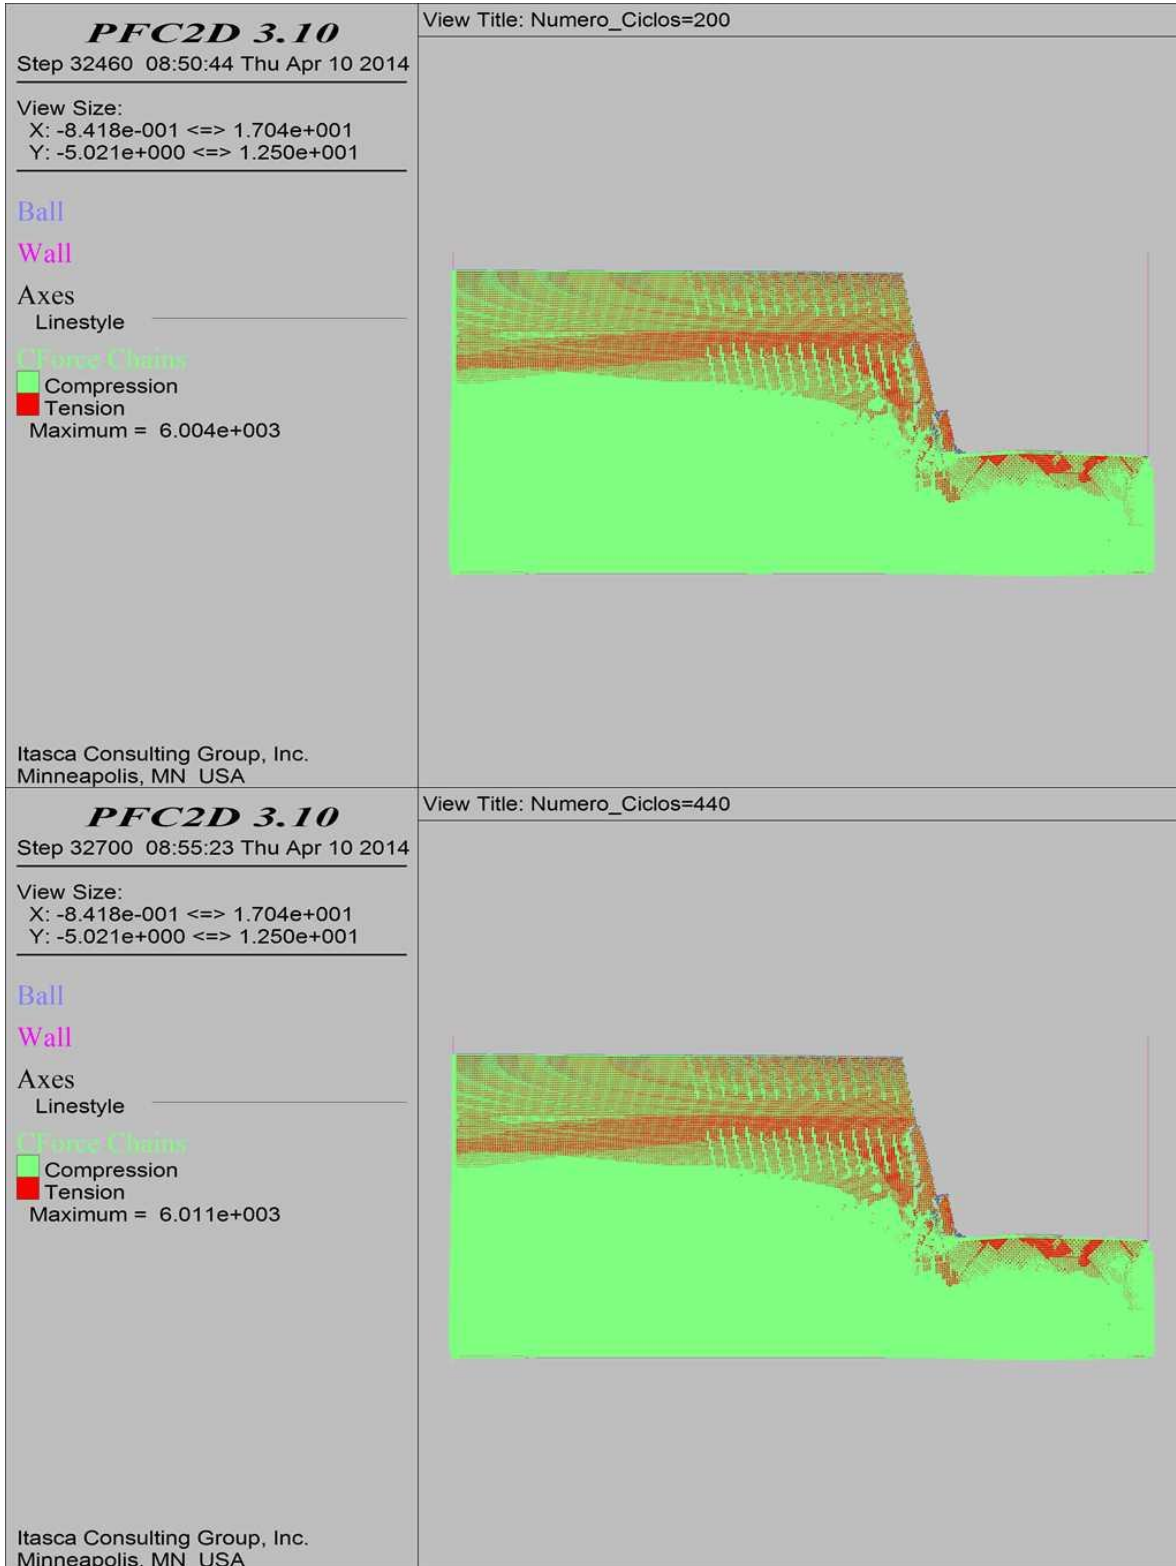 PFC2D 3.10
Step 32460 08:50:44 Thu Apr 10 2014
View Size:
X: -8.418e-001 <=> 1.704e+001
Y: -5.021e+000 <=> 1.250e+001
Ball
Wall
Axes
Linestyle
CForce Chains
Compression
Tension
Maximum = 6.004e+003
Itasca Consulting Group, Inc.
Minneapolis, MN USA
View Title: Numero_Ciclos=200
PFC2D 3.10
Step 32700 08:55:23 Thu Apr 10 2014
View Size:
X: -8.418e-001 <=> 1.704e+001
Y: -5.021e+000 <=> 1.250e+001
Ball
Wall
Axes
Linestyle
CForce Chains
Compression
Tension
Maximum = 6.011e+003
Itasca Consulting Group, Inc.
Minneapolis, MN USA
View Title: Numero_Ciclos=440